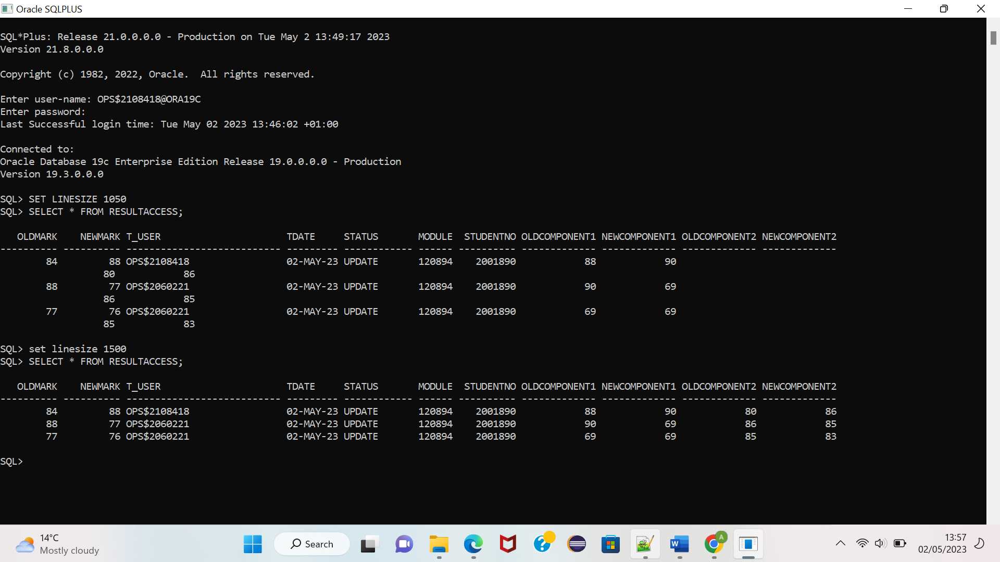 Oracle SQLPLUS
SQL*Plus: Release 21.0.0.0.0 - Production on Tue May 2 13:49:17 2023
Version 21.8.0.0.0
Copyright (c) 1982, 2022, Oracle.  All rights reserved.
Enter user-name: OPS$2108418@ORA19C
Enter password:
Last Successful login time: Tue May 02 2023 13:46:02 +01:00
Connected to:
Oracle Database 19c Enterprise Edition Release 19.0.0.0.0 - Production
Version 19.3.0.0.0
SQL> SET LINESIZE 1050
SQL> SELECT * FROM RESULTACCESS;
OLDMARK NEWMARK T_USER TDATE STATUS MODULE STUDENTNO OLDCOMPONENT1 NEWCOMPONENT1 OLDCOMPONENT2 NEWCOMPONENT2
---------- ---------- --------------------------- --------- ------------ ------ ---------- ------------- ------------- ------------- -------------
84 88 OPS$2108418 02-MAY-23 UPDATE 120894 2001890 88 90
80 86
88 77 OPS$2060221 02-MAY-23 UPDATE 120894 2001890 90 69
86 85
77 76 OPS$2060221 02-MAY-23 UPDATE 120894 2001890 69 69
85 83
SQL> set linesize 1500
SQL> SELECT * FROM RESULTACCESS;
OLDMARK NEWMARK T_USER TDATE STATUS MODULE STUDENTNO OLDCOMPONENT1 NEWCOMPONENT1 OLDCOMPONENT2 NEWCOMPONENT2
---------- ---------- --------------------------- --------- ------------ ------ ---------- ------------- ------------- ------------- -------------
84 88 OPS$2108418 02-MAY-23 UPDATE 120894 2001890 88 90 80 86
88 77 OPS$2060221 02-MAY-23 UPDATE 120894 2001890 90 69 86 85
77 76 OPS$2060221 02-MAY-23 UPDATE 120894 2001890 69 69 85 83
SQL>
14°C
Mostly cloudy
Search
A
W
13:57
02/05/2023